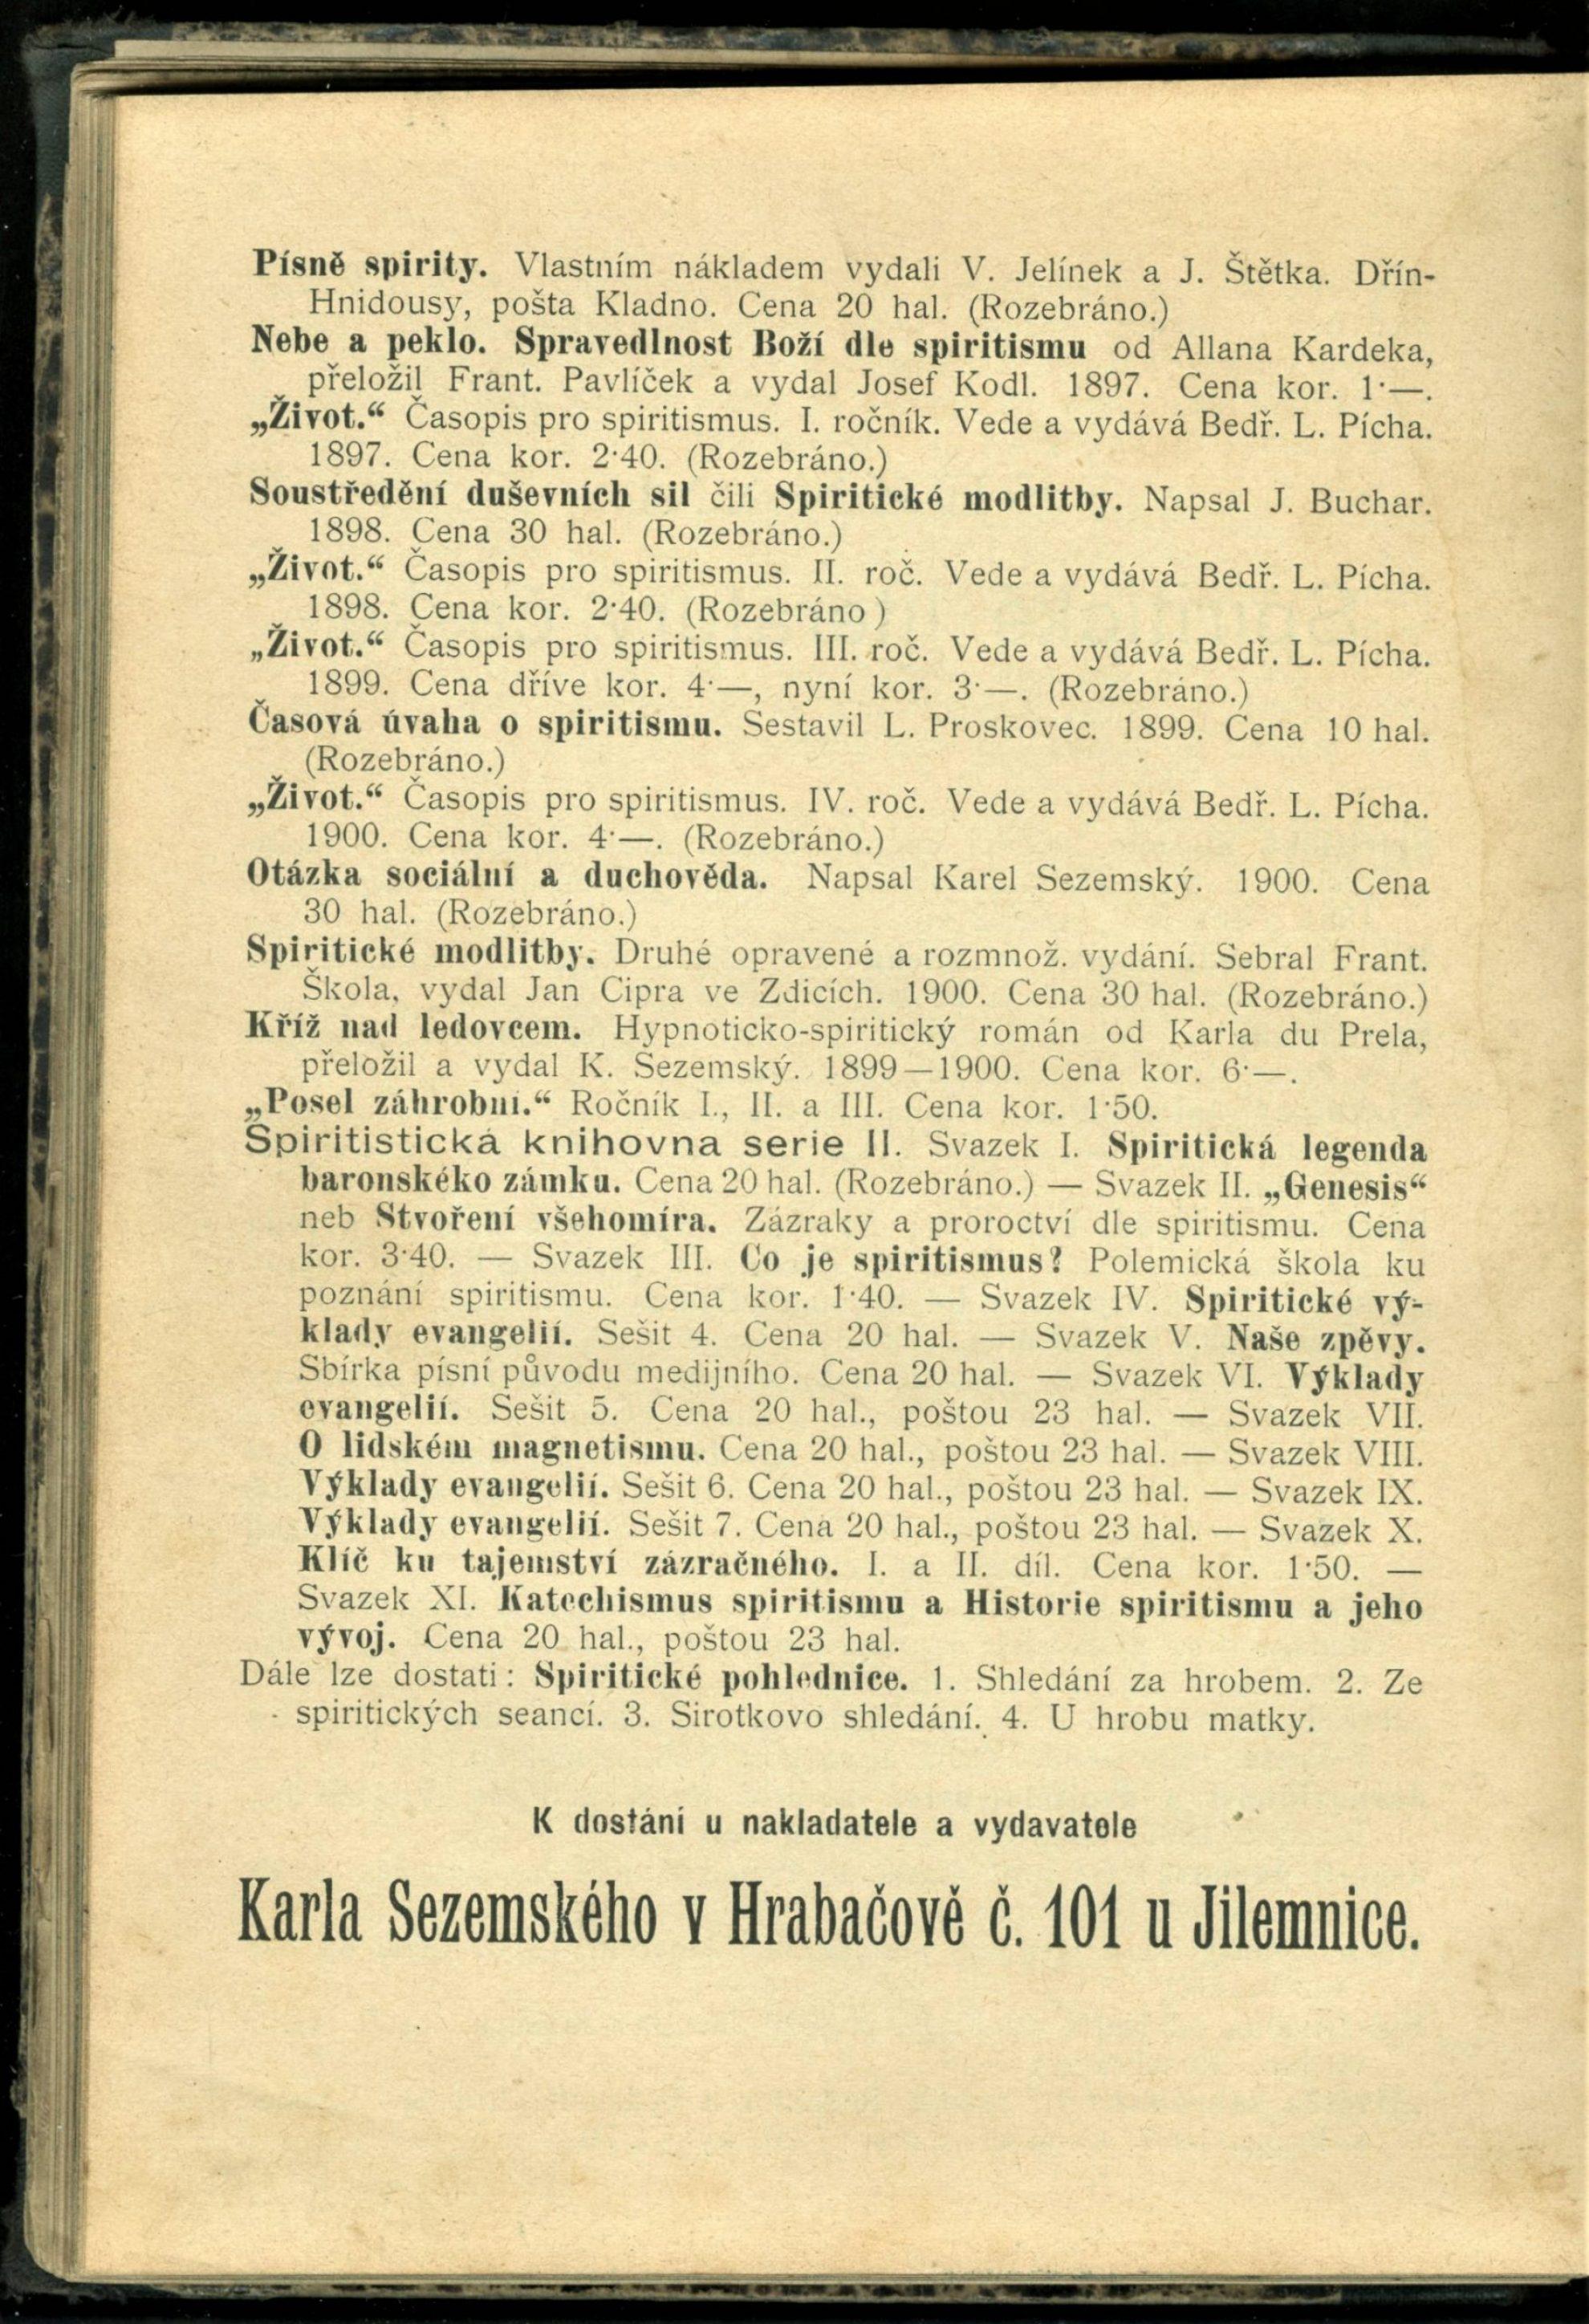 Písně spirity. Vlastním nákladem vydali V. Jelínek a J. Štětka. Dřín-
Hnidousy, pošta Kladno. Cena 20 hal. (Rozebráno.)
Nebe a peklo. Spravedlnost Boží dle spiritismu od Allana Kardeka,
přeložil Frant. Pavlíček a vydal Josef Kodl. 1897. Cena kor. 1·—.
„Život.“ Časopis pro spiritismus. I. ročník. Vede a vydává Bedř. L. Pícha.
1897. Cena kor. 2·40. (Rozebráno.)
Soustředění duševních sil čili Spiritické modlitby. Napsal J. Buchar.
1898. Cena 30 hal. (Rozebráno.)
„Život.“ Časopis pro spiritismus. II. roč. Vede a vydává Bedř. L. Pícha.
1898. Cena kor. 2·40. (Rozebráno )
„Život.“ Časopis pro spiritismus. III. roč. Vede a vydává Bedř. L. Pícha.
1899. Cena dříve kor. 4·—, nyní kor. 3·—. (Rozebráno.)
Časová úvaha o spiritismu. Sestavil L. Proskovec. 1899. Cena 10 hal.
(Rozebráno.)
„Život.“ Časopis pro spiritismus. IV. roč. Vede a vydává Bedř. L. Pícha.
1900. Cena kor. 4·—. (Rozebráno.)
Otázka sociální a duchověda. Napsal Karel Sezemský. 1900. Cena
30 hal. (Rozebráno.)
Spiritické modlitby. Druhé opravené a rozmnož. vydání. Sebral Frant.
Škola, vydal Jan Cipra ve Zdicích. 1900. Cena 30 hal. (Rozebráno.)
Kříž nad ledovcem. Hypnoticko-spiritický román od Karla du Prela,
přeložil a vydal K. Sezemský. 1899—1900. Cena kor. 6·—.
„Posel záhrobní.“ Ročník I., II. a III. Cena kor. 1·50.
Spiritistická knihovna serie II. Svazek I. Spiritická legenda
baronskéko zámku. Cena 20 hal. (Rozebráno.) — Svazek II. „Genesis“
neb Stvoření všehomíra. Zázraky a proroctví dle spiritismu. Cena
kor. 3·40. — Svazek III. Co je spiritismus? Polemická škola ku
poznání spiritismu. Cena kor. 1·40. — Svazek IV. Spiritické vý-
klady evangelií. Sešit 4. Cena 20 hal. — Svazek V. Naše zpěvy.
Sbírka písní původu medijního. Cena 20 hal. — Svazek VI. Výklady
evangelií. Sešit 5. Cena 20 hal., poštou 23 hal. — Svazek VII.
O lidském magnetismu. Cena 20 hal., poštou 23 hal. — Svazek VIII.
Výklady evangelií. Sešit 6. Cena 20 hal., poštou 23 hal. — Svazek IX.
Výklady evangelií. Sešit 7. Cena 20 hal., poštou 23 hal. — Svazek X.
Klíč ku tajemství zázračného. I. a II. díl. Cena kor. 1·50. —
Svazek XI. Katechismus spiritismu a Historie spiritismu a jeho
vývoj. Cena 20 hal., poštou 23 hal.
Dále lze dostati: Spiritické pohlednice. 1. Shledání za hrobem. 2. Ze
spiritických seancí. 3. Sirotkovo shledání. 4. U hrobu matky.
K dostání u nakladatele a vydavatele
Karla Sezemského v Hrabačově č. 101 u Jilemnice.